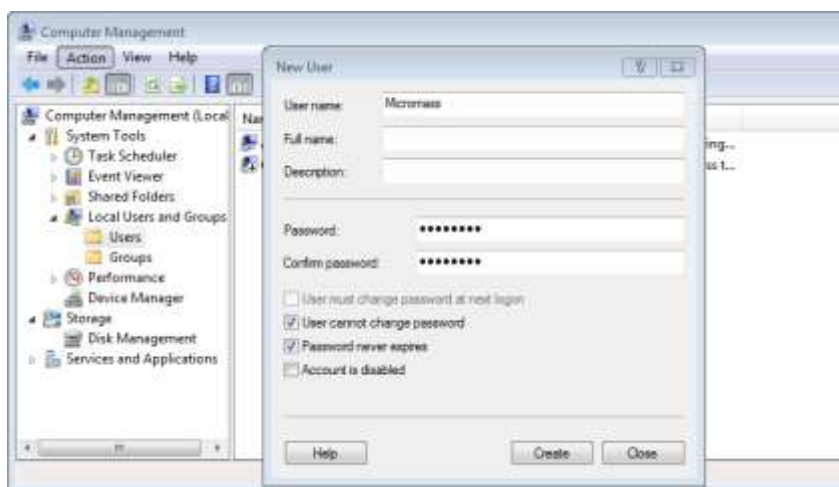 Computer Management
File Action View Help
Computer Management (Local
System Tools
Task Scheduler
Event Viewer
Shared Folders
Local Users and Groups
Users
Groups
Performance
Device Manager
Storage
Disk Management
Services and Applications
Nam
ing...
ss t...
New User
User name: Micromass
Full name:
Description:
Password: ●●●●●●●●
Confirm password: ●●●●●●●●
User must change password at next logon
User cannot change password
Password never expires
Account is disabled
Help Create Close